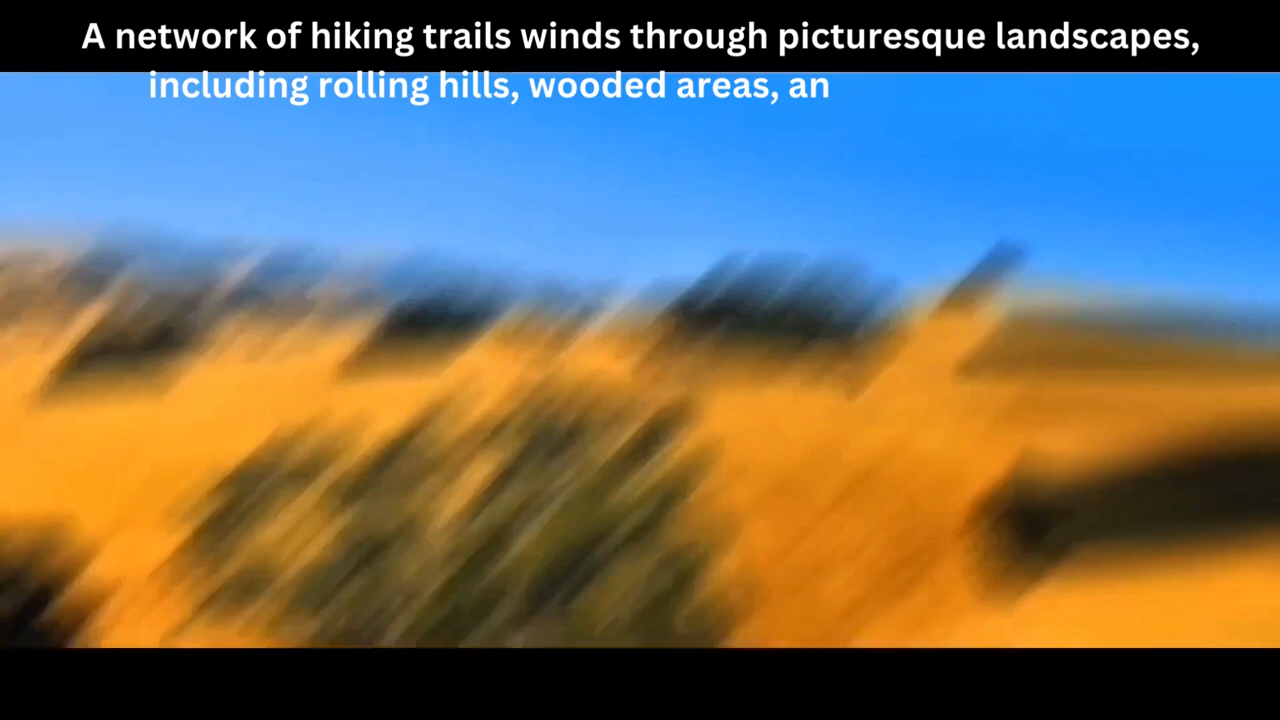 A network of hiking trails winds through picturesque landscapes,
including rolling hills, wooded areas, an